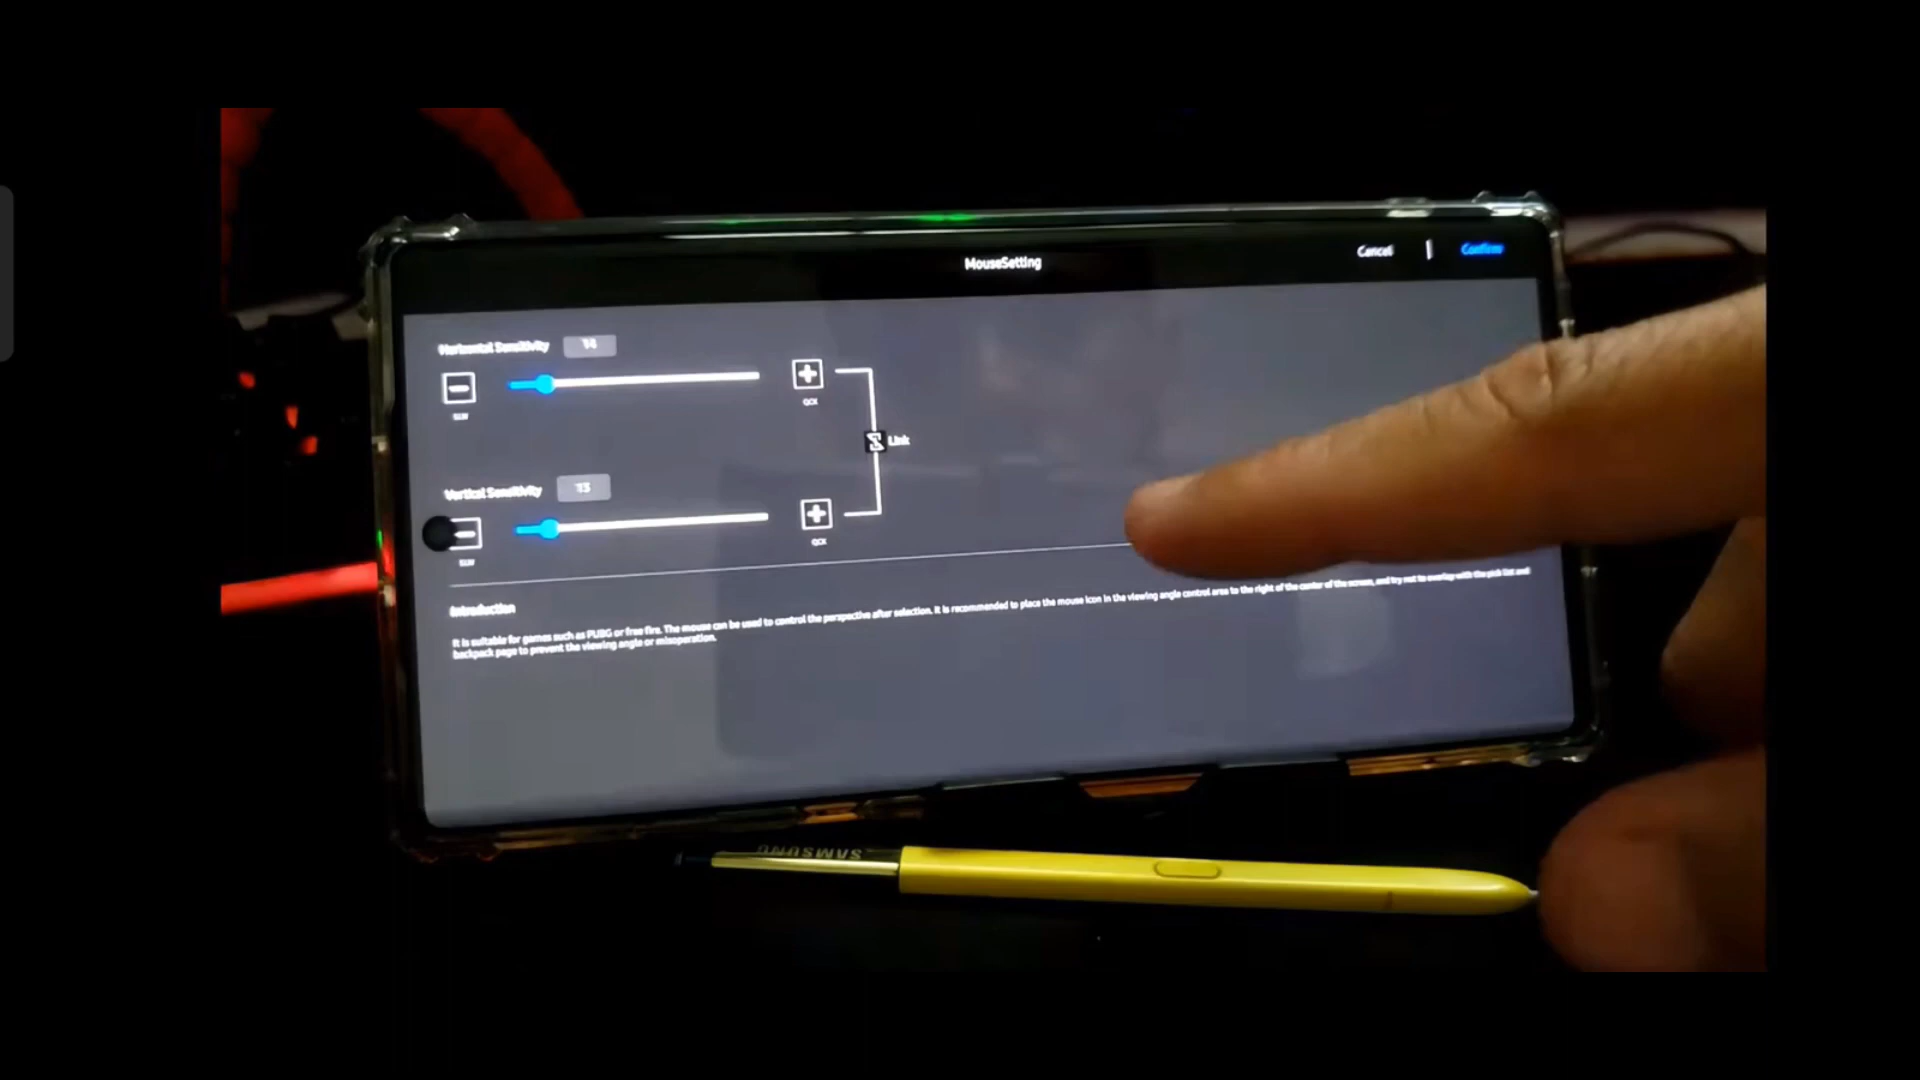 MouseSetting
Cancel
Confirm
Horizontal Sensitivity 14
SLW
QCK
Link
Vertical Sensitivity 13
SLW
QCK
Introduction
It is suitable for games such as PUBG or free fire. The mouse can be used to control the perspective after selection. It is recommended to place the mouse icon in the viewing angle control area to the right of the center of the screen, and try not to overlap with the pick list and
backpack page to prevent the viewing angle or misoperation.
SAMSUNG